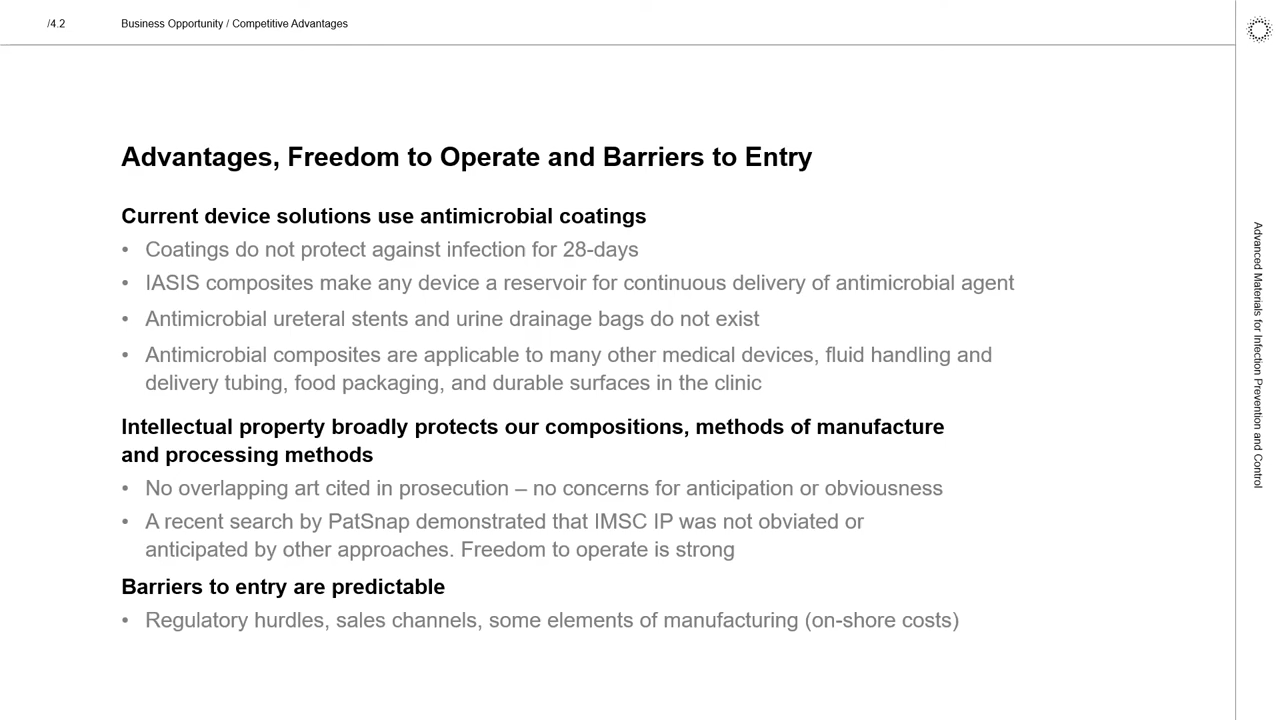 /4.2
Business Opportunity / Competitive Advantages
Advantages, Freedom to Operate and Barriers to Entry
Current device solutions use antimicrobial coatings
• Coatings do not protect against infection for 28-days
• IASIS composites make any device a reservoir for continuous delivery of antimicrobial agent
• Antimicrobial ureteral stents and urine drainage bags do not exist
• Antimicrobial composites are applicable to many other medical devices, fluid handling and
delivery tubing, food packaging, and durable surfaces in the clinic
Intellectual property broadly protects our compositions, methods of manufacture
and processing methods
• No overlapping art cited in prosecution – no concerns for anticipation or obviousness
• A recent search by PatSnap demonstrated that IMSC IP was not obviated or
anticipated by other approaches. Freedom to operate is strong
Barriers to entry are predictable
• Regulatory hurdles, sales channels, some elements of manufacturing (on-shore costs)
Advanced Materials for Infection Prevention and Control